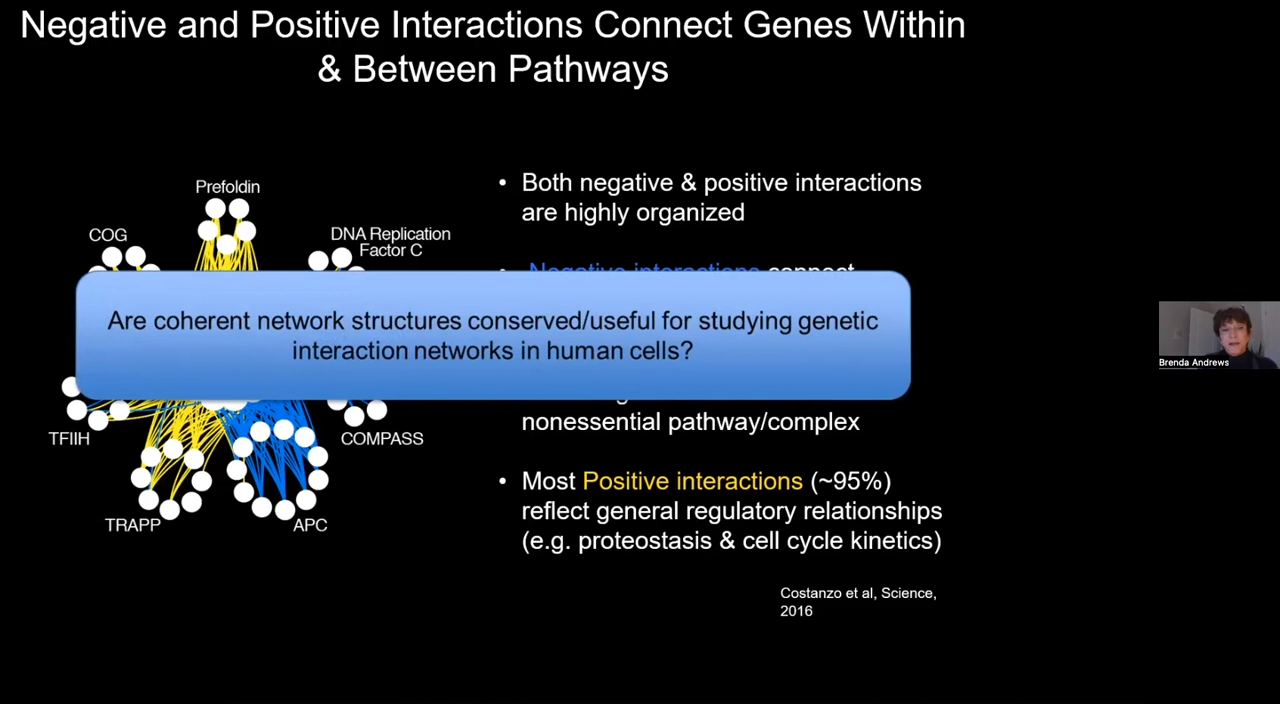 Negative and Positive Interactions Connect Genes Within
& Between Pathways
Prefoldin
COG
DNA Replication
Factor C
TFIIH
COMPASS
TRAPP
APC
• Both negative & positive interactions
are highly organized
• Negative interactions connect
Are coherent network structures conserved/useful for studying genetic
interaction networks in human cells?
nonessential pathway/complex
• Most Positive interactions (~95%)
reflect general regulatory relationships
(e.g. proteostasis & cell cycle kinetics)
Costanzo et al, Science,
2016
Brenda Andrews